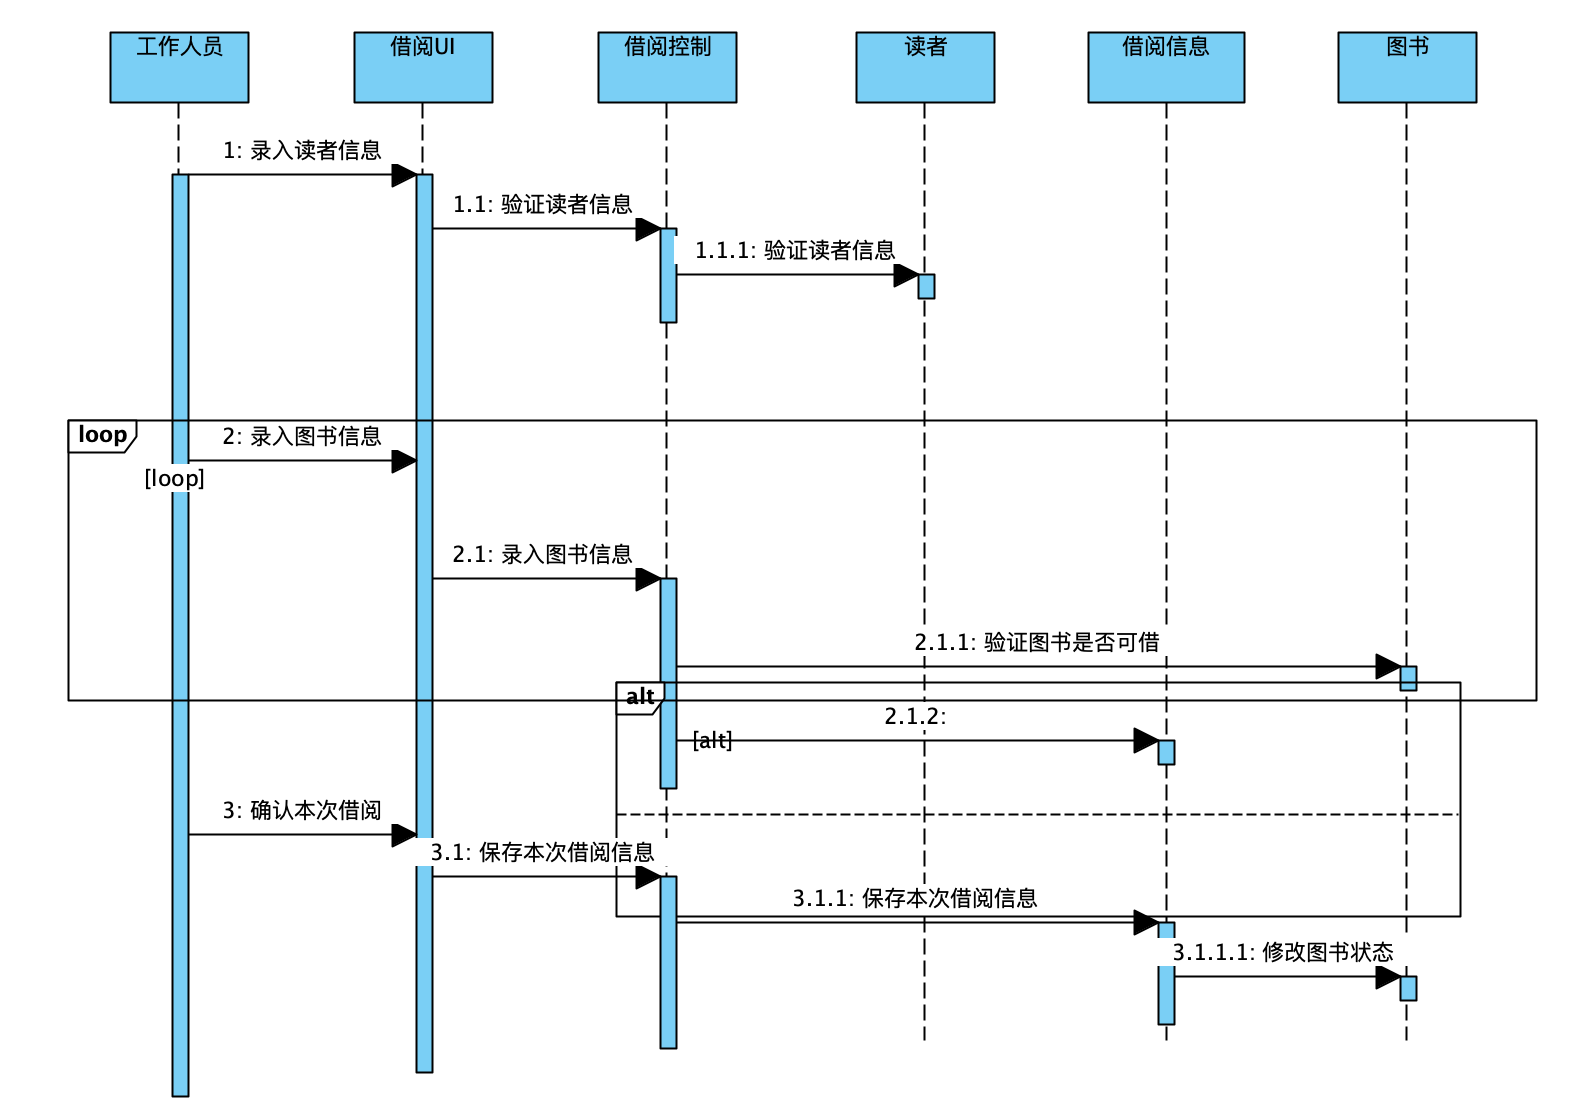 工作人员
借阅UI
借阅控制
读者
借阅信息
图书
1: 录入读者信息
1.1: 验证读者信息
1.1.1: 验证读者信息
loop
2: 录入图书信息
[loop]
2.1: 录入图书信息
2.1.1: 验证图书是否可借
alt
2.1.2:
[alt]
3: 确认本次借阅
3.1: 保存本次借阅信息
3.1.1: 保存本次借阅信息
3.1.1.1: 修改图书状态